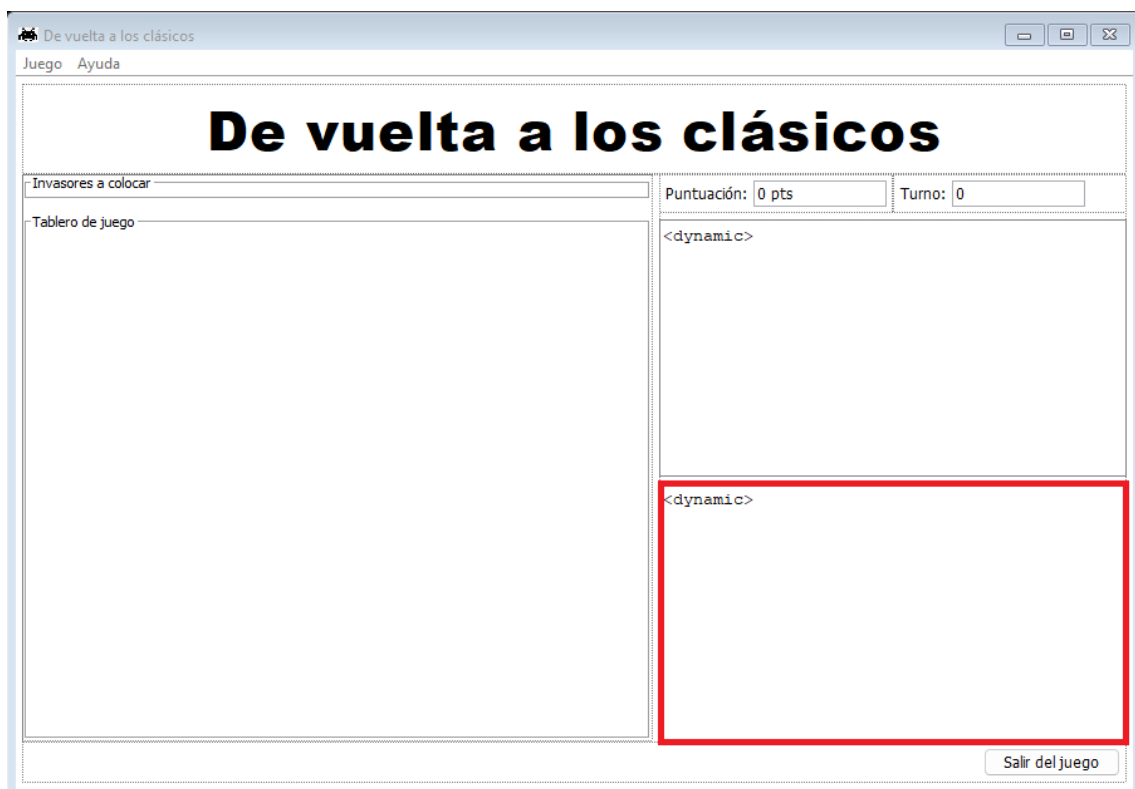 De vuelta a los clásicos
Juego Ayuda
De vuelta a los clásicos
Invasores a colocar
Puntuación: 0 pts Turno: 0
Tablero de juego
<dynamic>
<dynamic>
Salir del juego